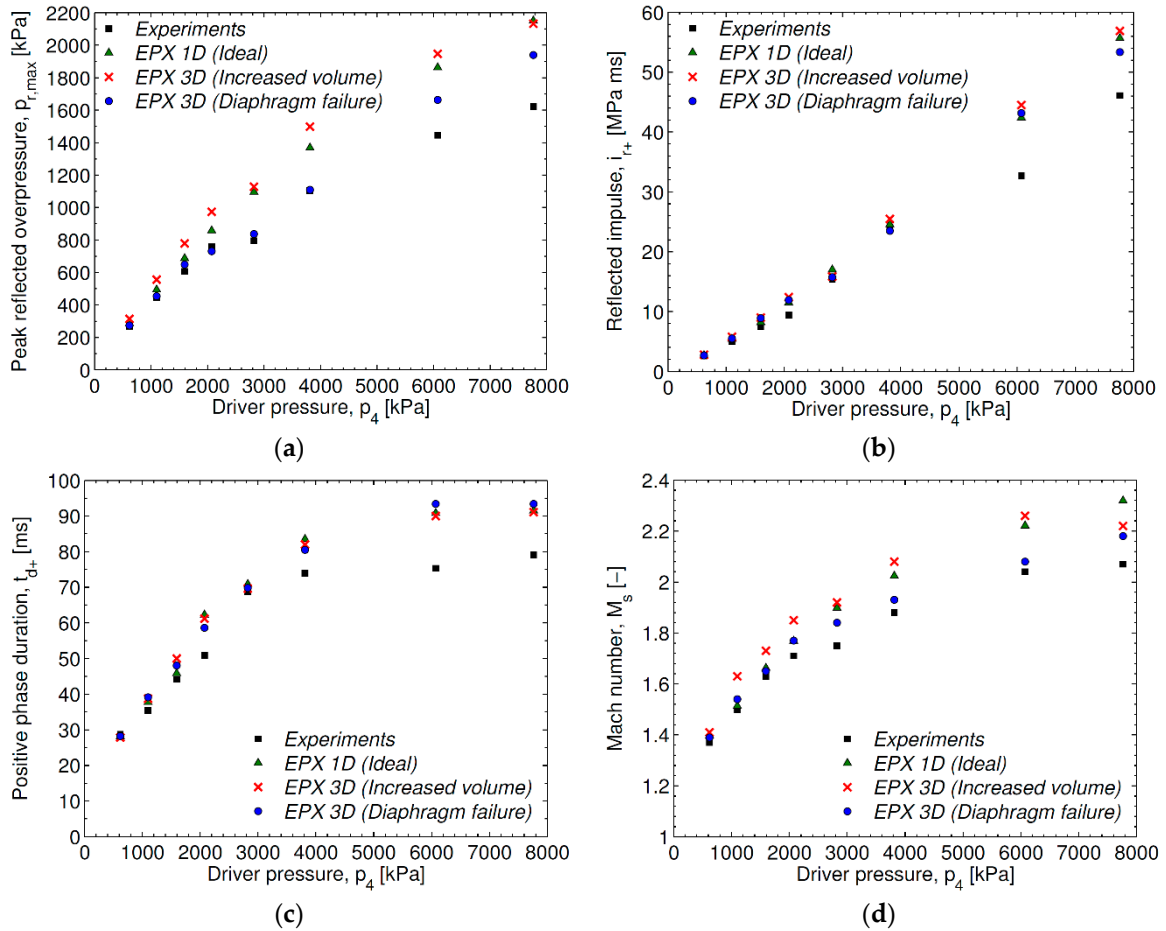 2200
2000
1800
1600
1400
1200
1000
800
600
400
200
0
0 1000 2000 3000 4000 5000 6000 7000 8000
Peak reflected overpressure, p_r,max [kPa]
Driver pressure, p_4 [kPa]
Experiments
EPX 1D (Ideal)
EPX 3D (Increased volume)
EPX 3D (Diaphragm failure)
(a)
60
50
40
30
20
10
0
0 1000 2000 3000 4000 5000 6000 7000 8000
Reflected impulse, i_r+ [MPa ms]
Driver pressure, p_4 [kPa]
Experiments
EPX 1D (Ideal)
EPX 3D (Increased volume)
EPX 3D (Diaphragm failure)
(b)
100
90
80
70
60
50
40
30
20
10
0
0 1000 2000 3000 4000 5000 6000 7000 8000
Positive phase duration, t_d+ [ms]
Driver pressure, p_4 [kPa]
Experiments
EPX 1D (Ideal)
EPX 3D (Increased volume)
EPX 3D (Diaphragm failure)
(c)
2.4
2.2
2
1.8
1.6
1.4
1.2
1
0 1000 2000 3000 4000 5000 6000 7000 8000
Mach number, M_s [−]
Driver pressure, p_4 [kPa]
Experiments
EPX 1D (Ideal)
EPX 3D (Increased volume)
EPX 3D (Diaphragm failure)
(d)